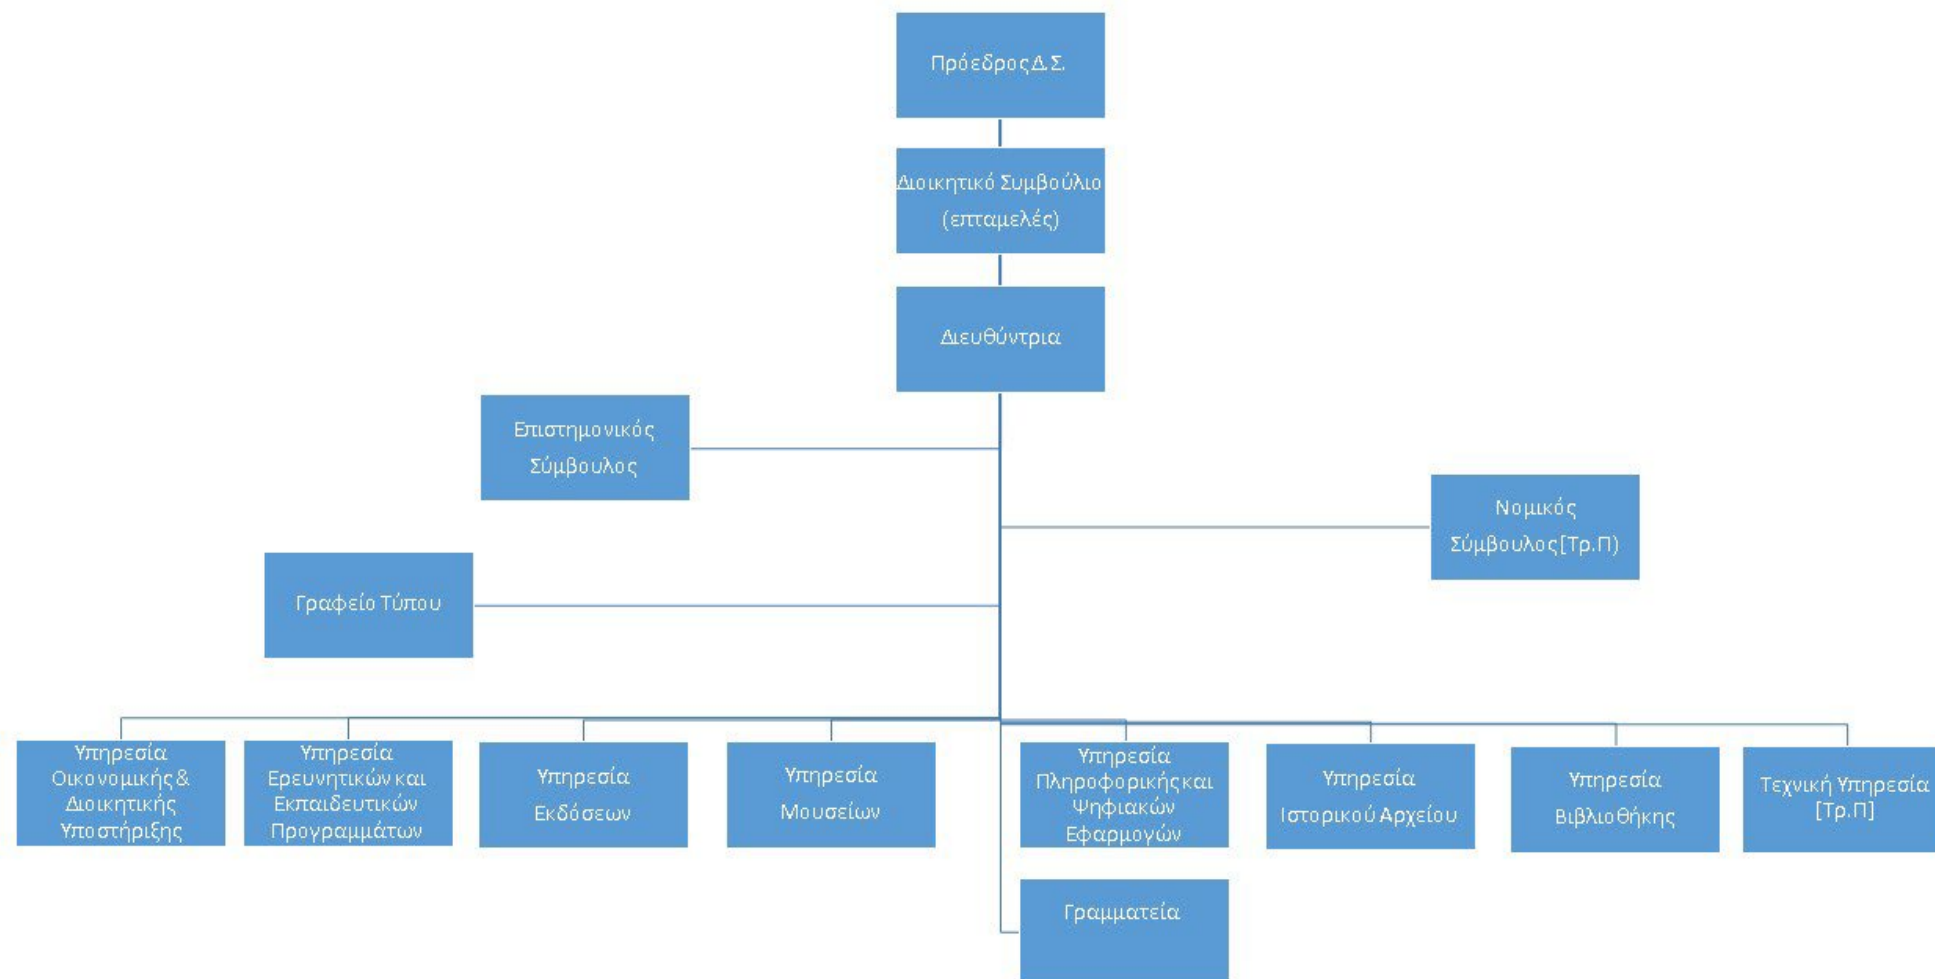 Πρόεδρος Δ.Σ.
Διοικητικό Συμβούλιο
(επταμελές)
Διευθύντρια
Επιστημονικός
Σύμβουλος
Νομικός
Σύμβουλος [Τρ.Π)
Γραφείο Τύπου
Υπηρεσία
Οικονομικής &
Διοικητικής
Υποστήριξης
Υπηρεσία
Ερευνητικών και
Εκπαιδευτικών
Προγραμμάτων
Υπηρεσία
Εκδόσεων
Υπηρεσία
Μουσείων
Υπηρεσία
Πληροφορικής και
Ψηφιακών
Εφαρμογών
Υπηρεσία
Ιστορικού Αρχείου
Υπηρεσία
Βιβλιοθήκης
Τεχνική Υπηρεσία
[Τρ.Π]
Γραμματεία